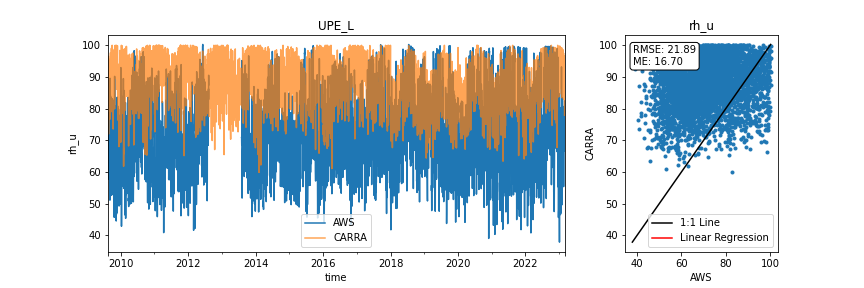 UPE_L
rh_u
100
90
80
70
60
50
40
2010
2012
2014
2016
2018
2020
2022
time
AWS
CARRA
rh_u
RMSE: 21.89
ME: 16.70
CARRA
100
90
80
70
60
50
40
40
60
80
100
AWS
1:1 Line
Linear Regression